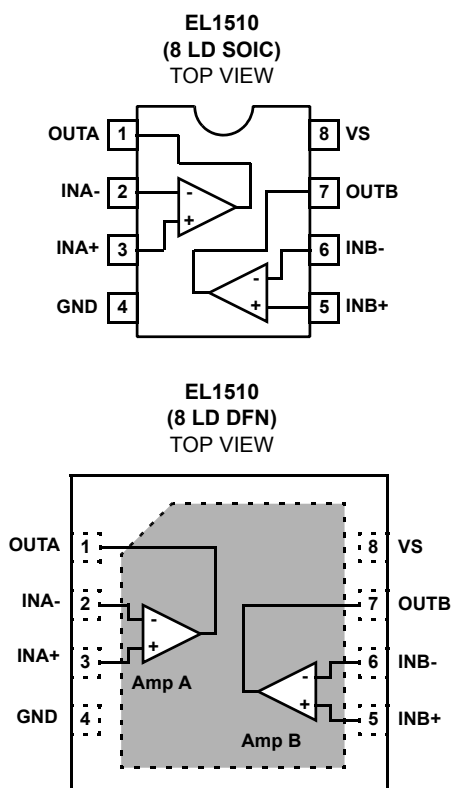 EL1510
(8 LD SOIC)
TOP VIEW
OUTA 1 8 VS
INA- 2 - 7 OUTB
INA+ 3 + - 6 INB-
GND 4 + 5 INB+
EL1510
(8 LD DFN)
TOP VIEW
OUTA 1 8 VS
INA- 2 - 7 OUTB
INA+ 3 + - 6 INB-
Amp A
GND 4 + 5 INB+
Amp B